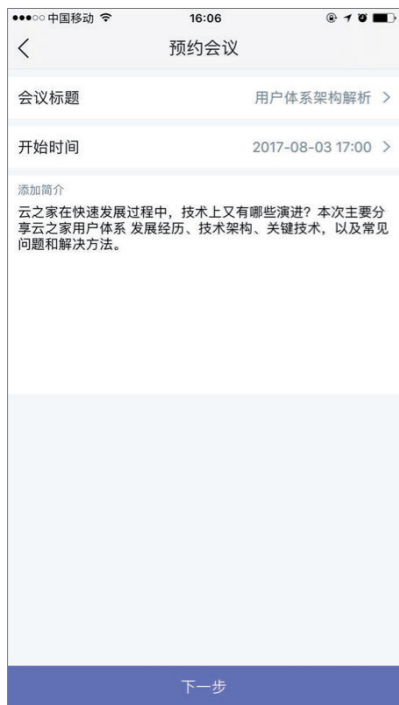 中国移动 16:06
预约会议
会议标题 用户体系架构解析
开始时间 2017-08-03 17:00
添加简介
云之家在快速发展过程中，技术上又有哪些演进？本次主要分
享云之家用户体系 发展经历、技术架构、关键技术，以及常见
问题和解决方法。
下一步